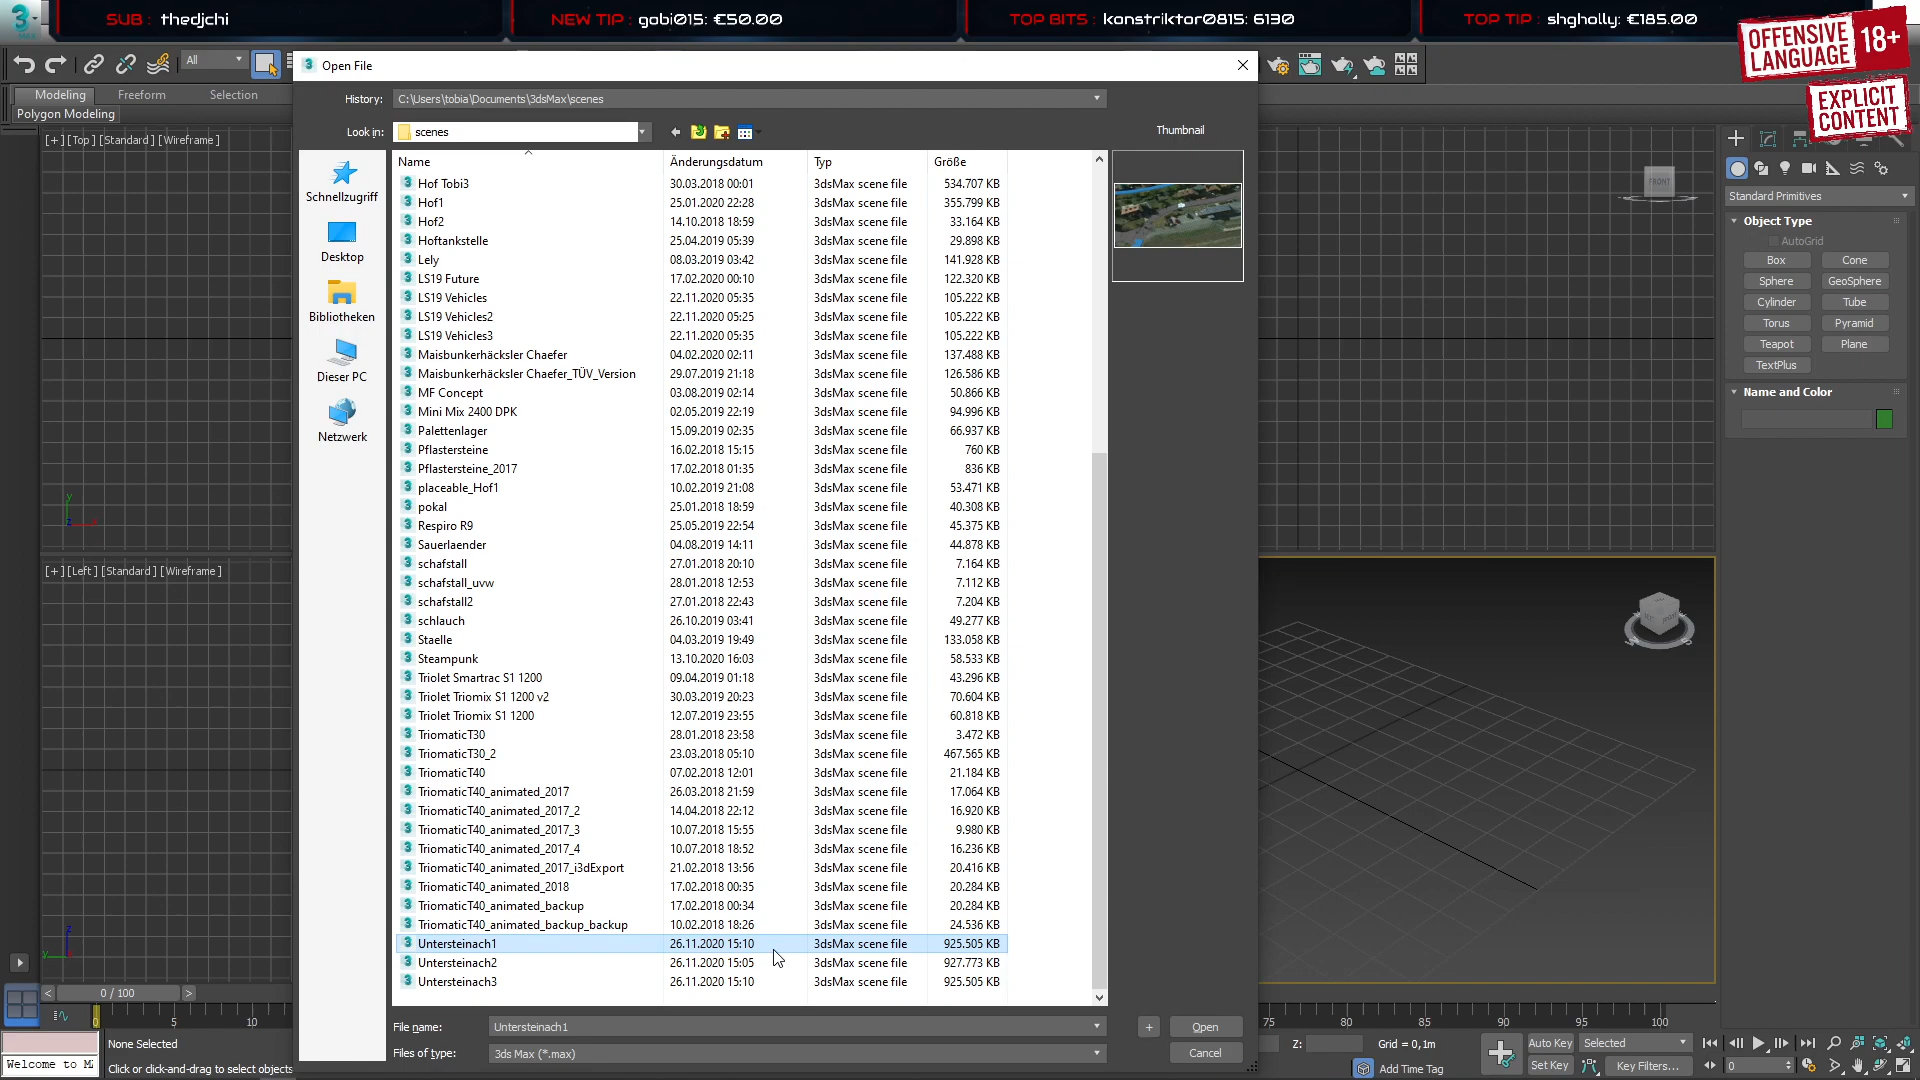 SUB : thedjchi
NEW TIP : gabi015: €50.00
TOP BITS : konstriktor0815: 6130
TOP TIP : shgholly: €185.00
OFFENSIVE LANGUAGE 18+
EXPLICIT CONTENT
All
Open File
Modeling Freeform Selection
Polygon Modeling
[+] [Top] [Standard] [Wireframe]
[+] [Left] [Standard] [Wireframe]
History: C:\Users\tobia\Documents\3dsMax\scenes
Look in: scenes
Thumbnail
Schnellzugriff
Desktop
Bibliotheken
Dieser PC
Netzwerk
Name Änderungsdatum Typ Größe
Hof Tobi3 30.03.2018 00:01 3dsMax scene file 534.707 KB
Hof1 25.01.2020 22:28 3dsMax scene file 355.799 KB
Hof2 14.10.2018 18:59 3dsMax scene file 33.164 KB
Hoftankstelle 25.04.2019 05:39 3dsMax scene file 29.898 KB
Lely 08.03.2019 03:42 3dsMax scene file 141.928 KB
LS19 Future 17.02.2020 00:10 3dsMax scene file 122.320 KB
LS19 Vehicles 22.11.2020 05:35 3dsMax scene file 105.222 KB
LS19 Vehicles2 22.11.2020 05:25 3dsMax scene file 105.222 KB
LS19 Vehicles3 22.11.2020 05:35 3dsMax scene file 105.222 KB
Maisbunkerhäcksler Chaefer 04.02.2020 02:11 3dsMax scene file 137.488 KB
Maisbunkerhäcksler Chaefer_TÜV_Version 29.07.2019 21:18 3dsMax scene file 126.586 KB
MF Concept 03.08.2019 02:14 3dsMax scene file 50.866 KB
Mini Mix 2400 DPK 02.05.2019 22:19 3dsMax scene file 94.996 KB
Palettenlager 15.09.2019 02:35 3dsMax scene file 66.937 KB
Pflastersteine 16.02.2018 15:15 3dsMax scene file 760 KB
Pflastersteine_2017 17.02.2018 01:35 3dsMax scene file 836 KB
placeable_Hof1 10.02.2019 21:08 3dsMax scene file 53.471 KB
pokal 25.01.2018 18:59 3dsMax scene file 40.308 KB
Respiro R9 25.05.2019 22:54 3dsMax scene file 45.375 KB
Sauerlaender 04.08.2019 14:11 3dsMax scene file 44.878 KB
schafstall 27.01.2018 20:10 3dsMax scene file 7.164 KB
schafstall_uvw 28.01.2018 12:53 3dsMax scene file 7.112 KB
schafstall2 27.01.2018 22:43 3dsMax scene file 7.204 KB
schlauch 26.10.2019 03:41 3dsMax scene file 49.277 KB
Staelle 04.03.2019 19:49 3dsMax scene file 133.058 KB
Steampunk 13.10.2020 16:03 3dsMax scene file 58.533 KB
Triolet Smartrac S1 1200 09.04.2019 01:18 3dsMax scene file 43.296 KB
Triolet Triomix S1 1200 v2 30.03.2019 20:23 3dsMax scene file 70.604 KB
Triolet Triomix S1 1200 12.07.2019 23:55 3dsMax scene file 60.818 KB
TriomaticT30 28.01.2018 23:58 3dsMax scene file 3.472 KB
TriomaticT30_2 23.03.2018 05:10 3dsMax scene file 467.565 KB
TriomaticT40 07.02.2018 12:01 3dsMax scene file 21.184 KB
TriomaticT40_animated_2017 26.03.2018 21:59 3dsMax scene file 17.064 KB
TriomaticT40_animated_2017_2 14.04.2018 22:12 3dsMax scene file 16.920 KB
TriomaticT40_animated_2017_3 10.07.2018 15:55 3dsMax scene file 9.980 KB
TriomaticT40_animated_2017_4 10.07.2018 18:52 3dsMax scene file 16.236 KB
TriomaticT40_animated_2017_i3dExport 21.02.2018 13:56 3dsMax scene file 20.416 KB
TriomaticT40_animated_2018 17.02.2018 00:35 3dsMax scene file 20.284 KB
TriomaticT40_animated_backup 17.02.2018 00:34 3dsMax scene file 20.284 KB
TriomaticT40_animated_backup_backup 10.02.2018 18:26 3dsMax scene file 24.536 KB
Untersteinach1 26.11.2020 15:10 3dsMax scene file 925.505 KB
Untersteinach2 26.11.2020 15:05 3dsMax scene file 927.773 KB
Untersteinach3 26.11.2020 15:10 3dsMax scene file 925.505 KB
File name: Untersteinach1 + Open
Files of type: 3ds Max (*.max) Cancel
FRONT
Standard Primitives
Object Type
AutoGrid
Box Cone
Sphere GeoSphere
Cylinder Tube
Torus Pyramid
Teapot Plane
TextPlus
Name and Color
< 0 / 100 >
0 5 10 75 80 85 90 95 100
None Selected
Welcome to M
Click or click-and-drag to select objects
Z: Grid = 0,1m
Add Time Tag
Auto Key Selected
Set Key Key Filters...
0